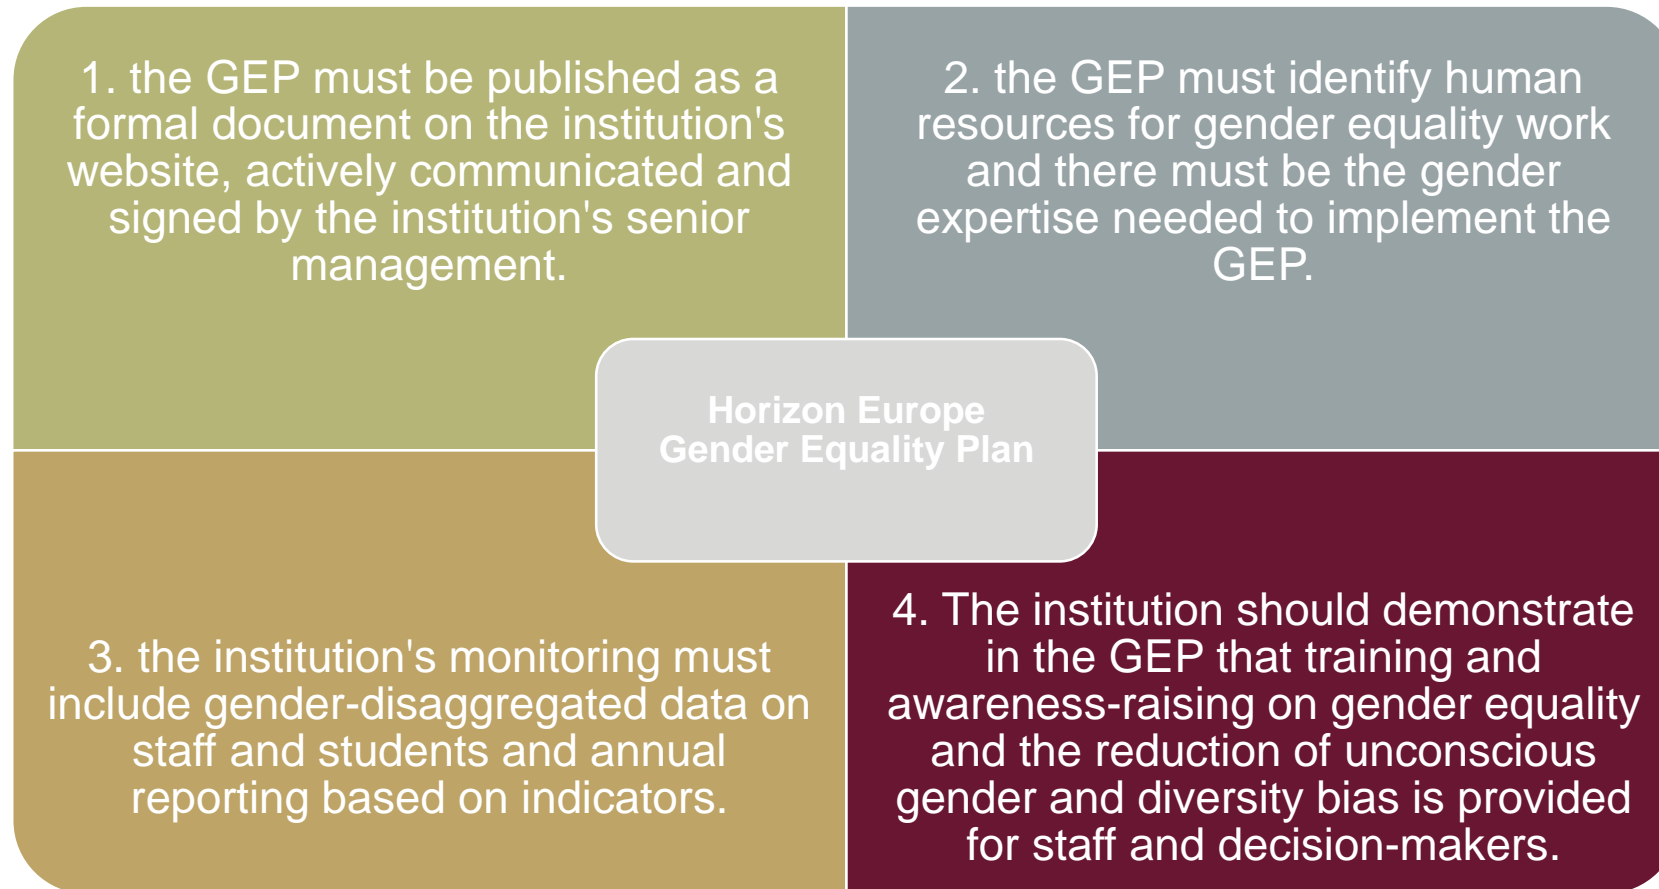 1. the GEP must be published as a
formal document on the institution's
website, actively communicated and
signed by the institution's senior
management.
2. the GEP must identify human
resources for gender equality work
and there must be the gender
expertise needed to implement the
GEP.
Horizon Europe
Gender Equality Plan
3. the institution's monitoring must
include gender-disaggregated data on
staff and students and annual
reporting based on indicators.
4. The institution should demonstrate
in the GEP that training and
awareness-raising on gender equality
and the reduction of unconscious
gender and diversity bias is provided
for staff and decision-makers.